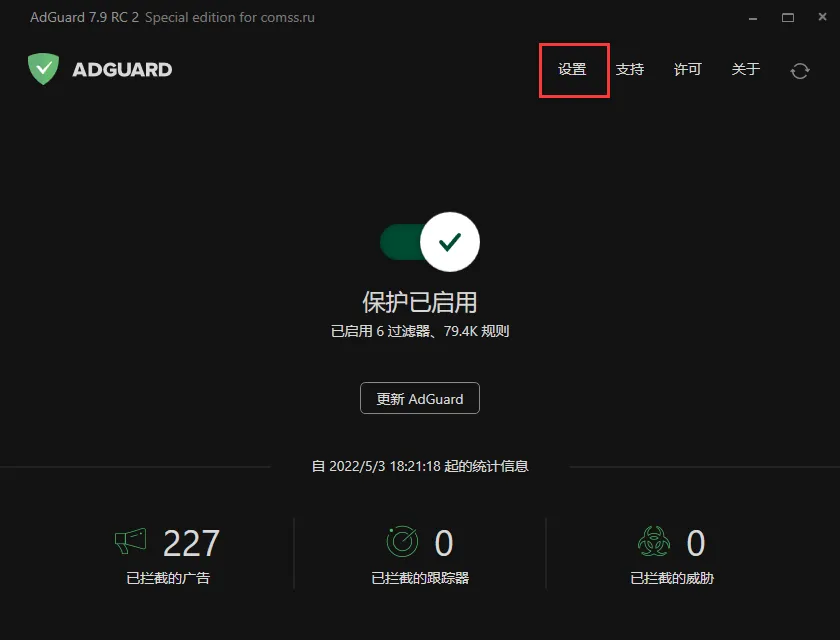 AdGuard 7.9 RC 2 Special edition for comss.ru
ADGUARD
设置 支持 许可 关于
保护已启用
已启用 6 过滤器、79.4K 规则
更新 AdGuard
自 2022/5/3 18:21:18 起的统计信息
227 0 0
已拦截的广告 已拦截的跟踪器 已拦截的威胁